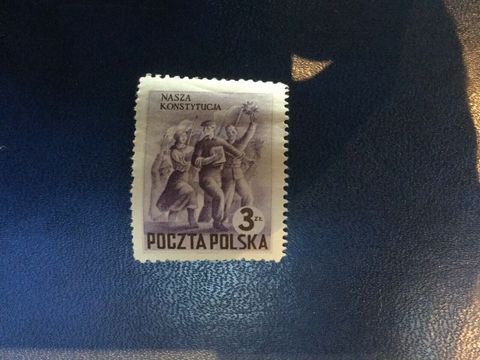 NASZA
KONSTYTUCJA
3 ZŁ
POCZTA POLSKA